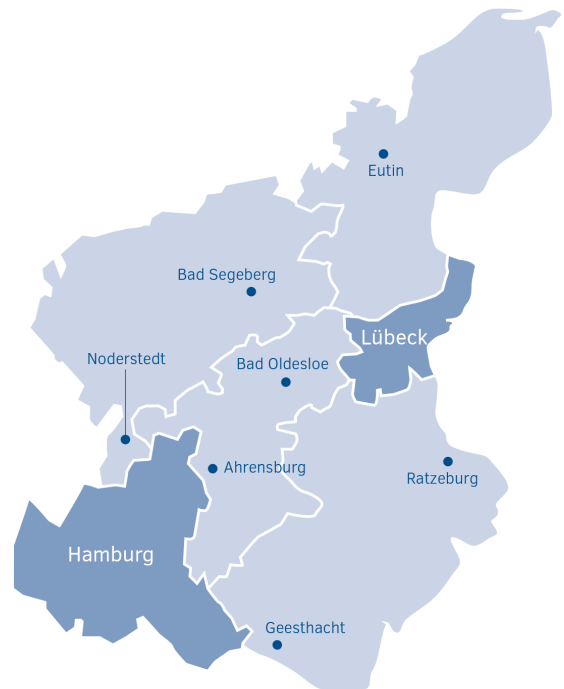 Eutin
Bad Segeberg
Lübeck
Noderstedt
Bad Oldesloe
Ahrensburg
Ratzeburg
Hamburg
Geesthacht